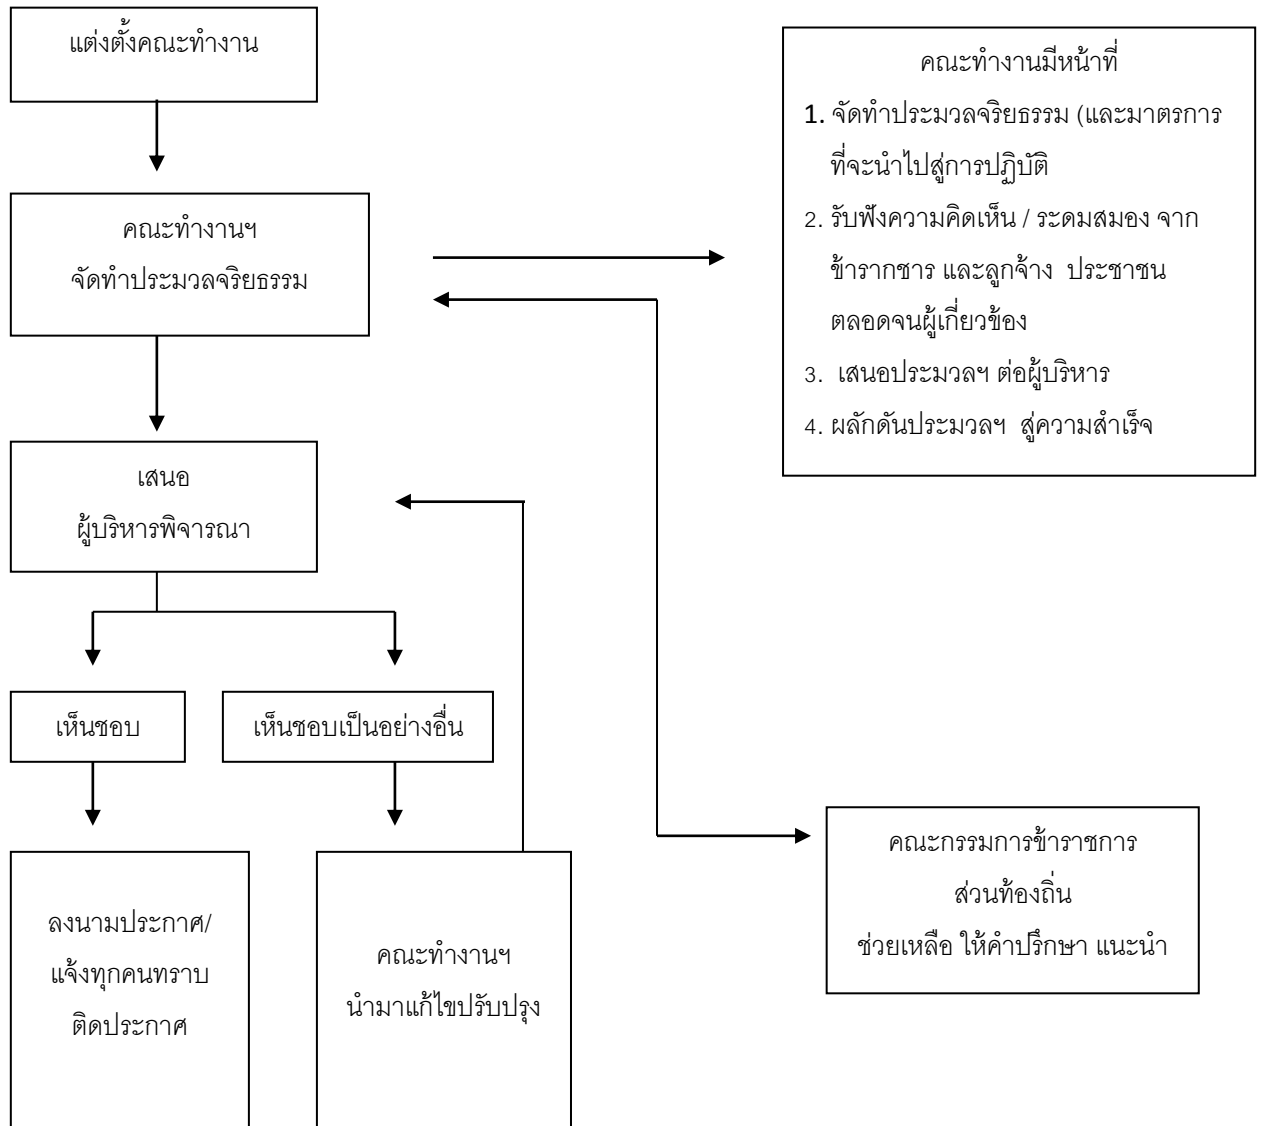 แต่งตั้งคณะทำงาน
คณะทำงานมีหน้าที่
1. จัดทำประมวลจริยธรรม (และมาตรการ
ที่จะนำไปสู่การปฏิบัติ
2. รับฟังความคิดเห็น / ระดมสมอง จาก
ข้ารากชาร และลูกจ้าง ประชาชน
ตลอดจนผู้เกี่ยวข้อง
3. เสนอประมวลฯ ต่อผู้บริหาร
4. ผลักดันประมวลฯ สู่ความสำเร็จ
คณะทำงานฯ
จัดทำประมวลจริยธรรม
เสนอ
ผู้บริหารพิจารณา
เห็นชอบ
เห็นชอบเป็นอย่างอื่น
คณะกรรมการข้าราชการ
ส่วนท้องถิ่น
ช่วยเหลือ ให้คำปรึกษา แนะนำ
ลงนามประกาศ/
แจ้งทุกคนทราบ
ติดประกาศ
คณะทำงานฯ
นำมาแก้ไขปรับปรุง